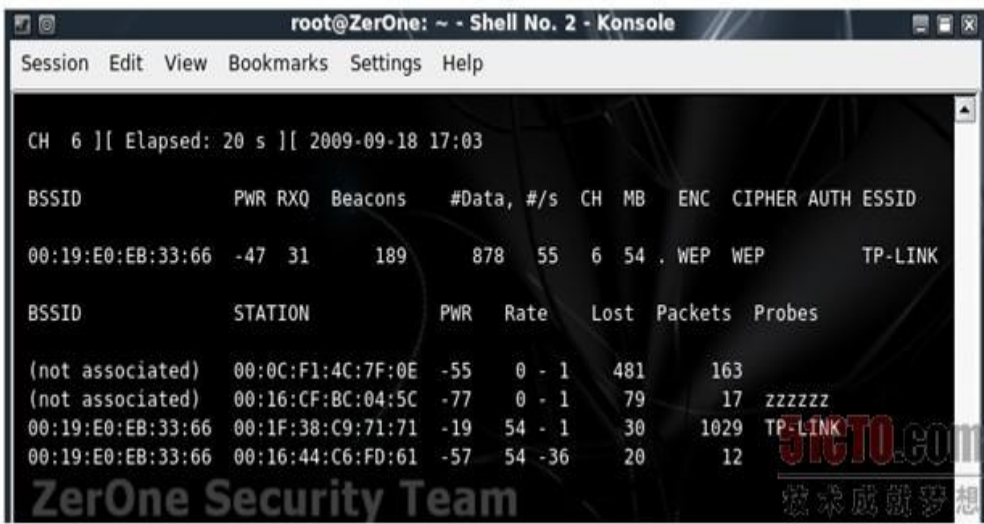 root@ZerOne: ~ - Shell No. 2 - Konsole
Session Edit View Bookmarks Settings Help
CH 6 ][ Elapsed: 20 s ][ 2009-09-18 17:03
BSSID PWR RXQ Beacons #Data, #/s CH MB ENC CIPHER AUTH ESSID
00:19:E0:EB:33:66 -47 31 189 878 55 6 54 . WEP WEP TP-LINK
BSSID STATION PWR Rate Lost Packets Probes
(not associated) 00:0C:F1:4C:7F:0E -55 0 - 1 481 163
(not associated) 00:16:CF:BC:04:5C -77 0 - 1 79 17 zzzzzz
00:19:E0:EB:33:66 00:1F:38:C9:71:71 -19 54 - 1 30 1029 TP-LINK
00:19:E0:EB:33:66 00:16:44:C6:FD:61 -57 54 -36 20 12
51CTO.com
技术成就梦想
ZerOne Security Team